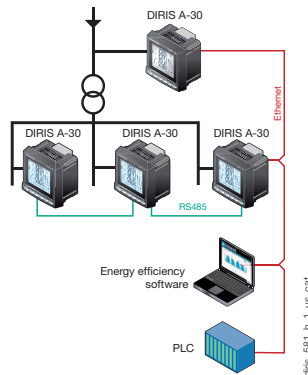 DIRIS A-30
Ethernet
DIRIS A-30 DIRIS A-30 DIRIS A-30
RS485
Energy efficiency
software
PLC